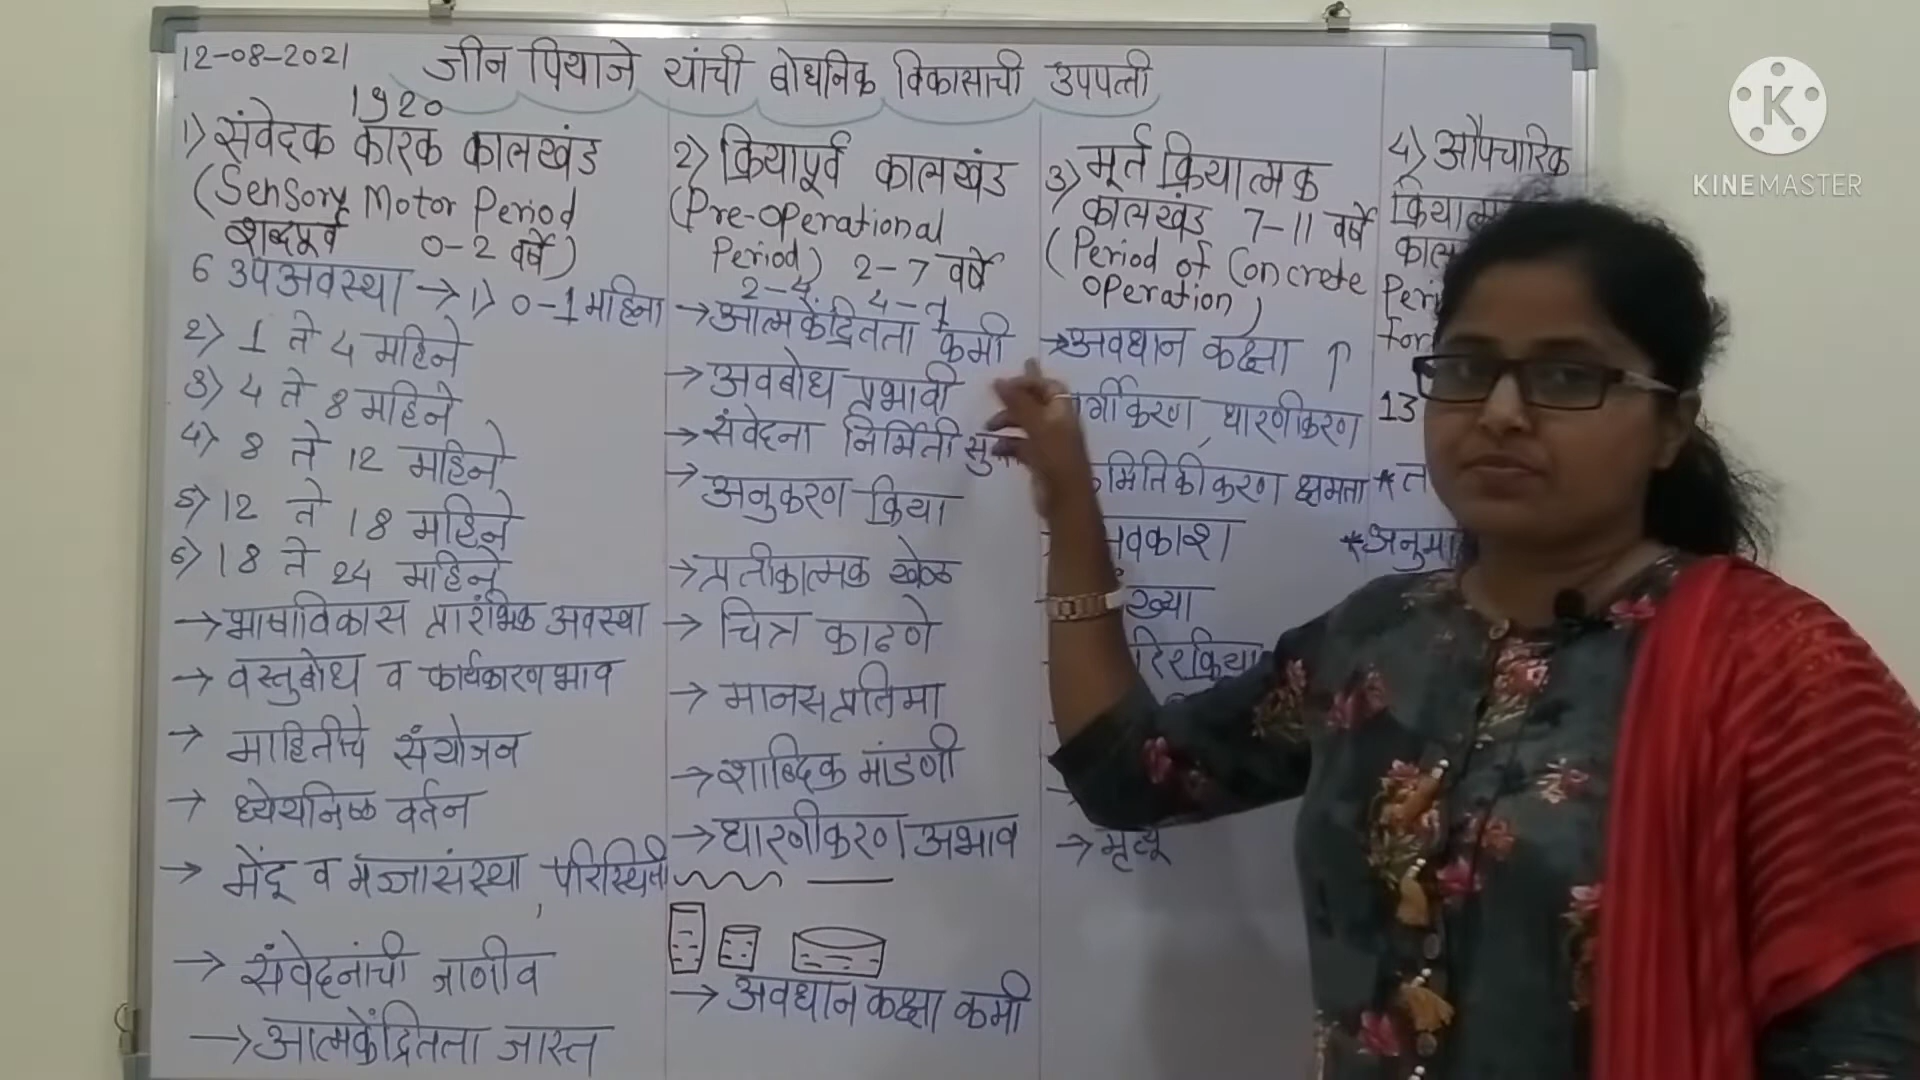 12-08-2021
जीन पियाजे यांची बोधनिक विकासाची उपपत्ती
1920
1) संवेदक कारक कालखंड
(Sensory Motor Period
शब्दपूर्व 0-2 वर्षे)
6 उपअवस्था → 1) 0-1 महिना
2) 1 ते 4 महिने
3) 4 ते 8 महिने
4) 8 ते 12 महिने
5) 12 ते 18 महिने
6) 18 ते 24 महिने
→ भाषाविकास प्रारंभिक अवस्था
→ वस्तुबोध व कार्यकारणभाव
→ माहितीचे संयोजन
→ ध्येयनिष्ठ वर्तन
→ मेंदू व मज्जासंस्था, परिस्थिती
→ संवेदनांची जाणीव
→ आत्मकेंद्रितता जास्त
2) क्रियापूर्व कालखंड
(Pre-operational
Period) 2-7 वर्षे
2-4 4-7
→ आत्मकेंद्रितता कमी
→ अवबोध प्रभावी
→ संवेदना निर्मिती
→ अनुकरण क्रिया
→ प्रतीकात्मक खेळ
→ चित्र काढणे
→ मानसप्रतिमा
→ शाब्दिक मांडणी
→ धारणीकरण अभाव
→ अवधान कक्षा कमी
3) मूर्त क्रियात्मक
कालखंड 7-11 वर्षे
(Period of Concrete
operation)
→ अवधान कक्षा ↑
धारणीकरण
क्षमता
→ मृत्यू
4) औपचारिक
13
K
KINEMASTER